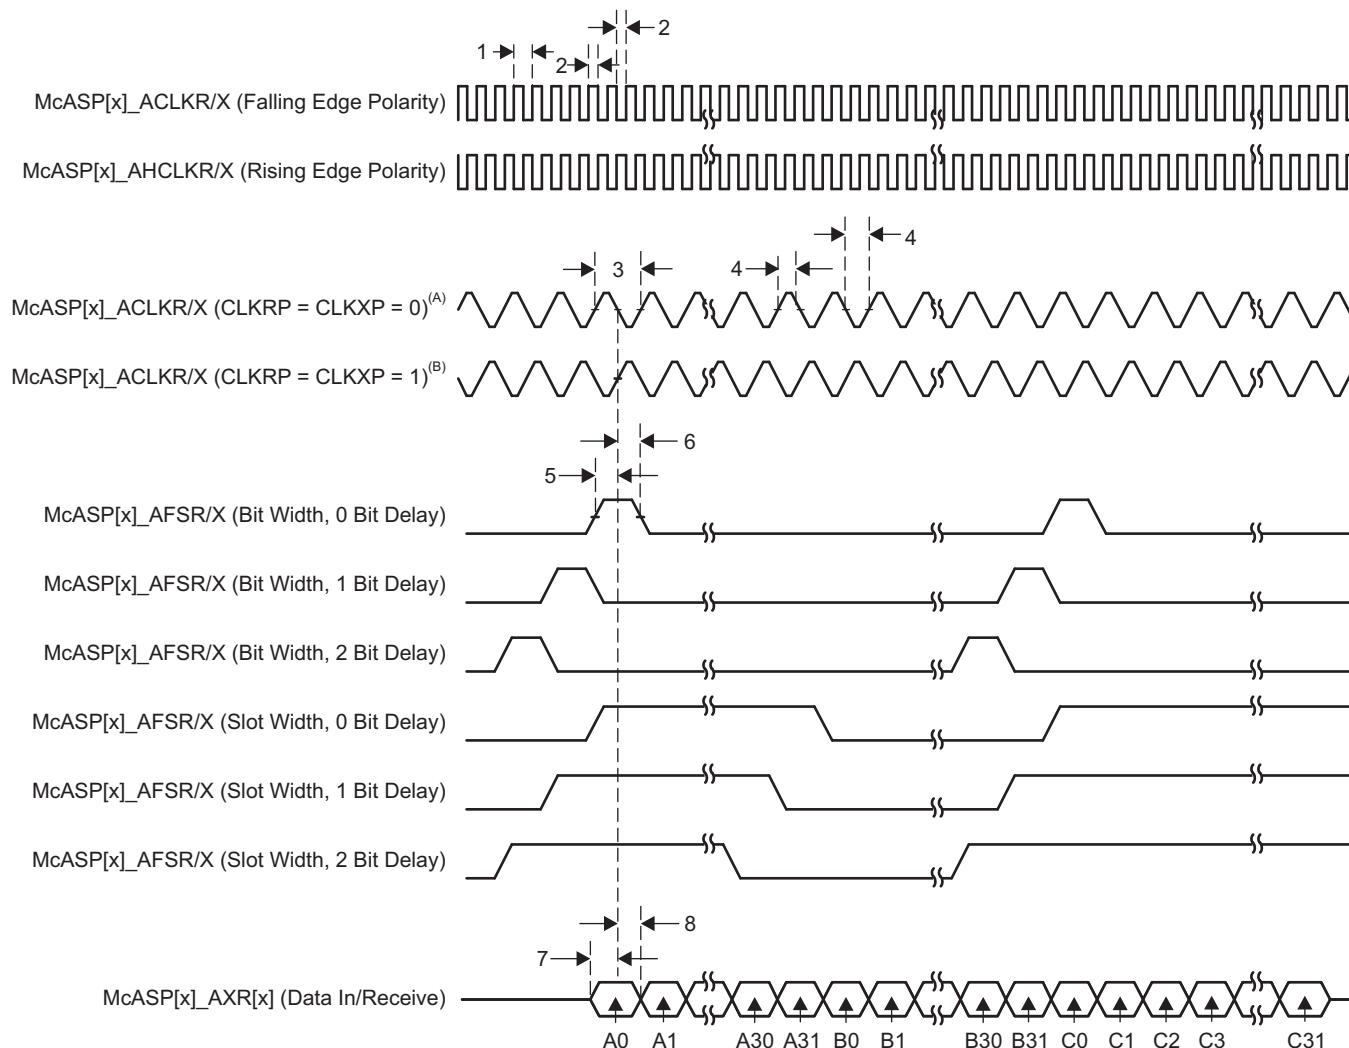 2
1
2
McASP[x]_ACLKR/X (Falling Edge Polarity)
McASP[x]_AHCLKR/X (Rising Edge Polarity)
4
3
4
McASP[x]_ACLKR/X (CLKRP = CLKXP = 0)(A)
McASP[x]_ACLKR/X (CLKRP = CLKXP = 1)(B)
6
5
McASP[x]_AFSR/X (Bit Width, 0 Bit Delay)
McASP[x]_AFSR/X (Bit Width, 1 Bit Delay)
McASP[x]_AFSR/X (Bit Width, 2 Bit Delay)
McASP[x]_AFSR/X (Slot Width, 0 Bit Delay)
McASP[x]_AFSR/X (Slot Width, 1 Bit Delay)
McASP[x]_AFSR/X (Slot Width, 2 Bit Delay)
8
7
McASP[x]_AXR[x] (Data In/Receive)
A0 A1 A30 A31 B0 B1 B30 B31 C0 C1 C2 C3 C31